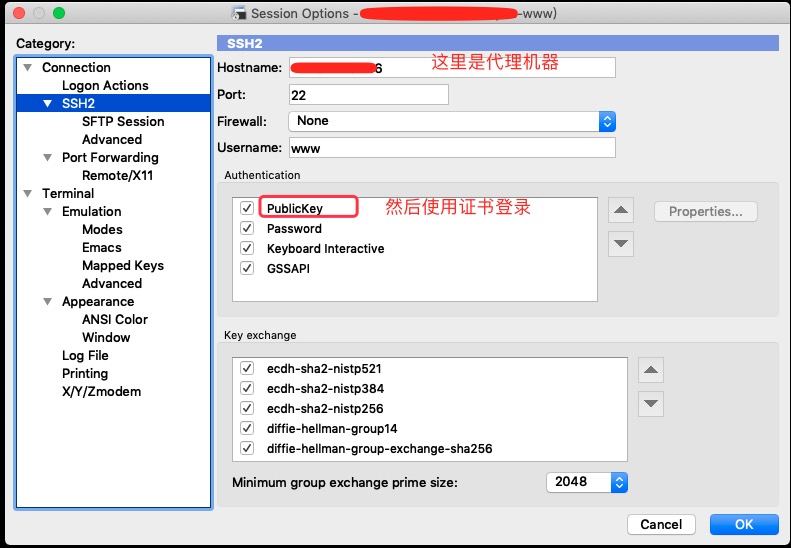 Session Options - -www)
Category:
Connection
Logon Actions
SSH2
SFTP Session
Advanced
Port Forwarding
Remote/X11
Terminal
Emulation
Modes
Emacs
Mapped Keys
Advanced
Appearance
ANSI Color
Window
Log File
Printing
X/Y/Zmodem
SSH2
Hostname: 6 这里是代理机器
Port: 22
Firewall: None
Username: www
Authentication
PublicKey 然后使用证书登录
Password
Keyboard Interactive
GSSAPI
Properties...
Key exchange
ecdh-sha2-nistp521
ecdh-sha2-nistp384
ecdh-sha2-nistp256
diffie-hellman-group14
diffie-hellman-group-exchange-sha256
Minimum group exchange prime size: 2048
Cancel OK